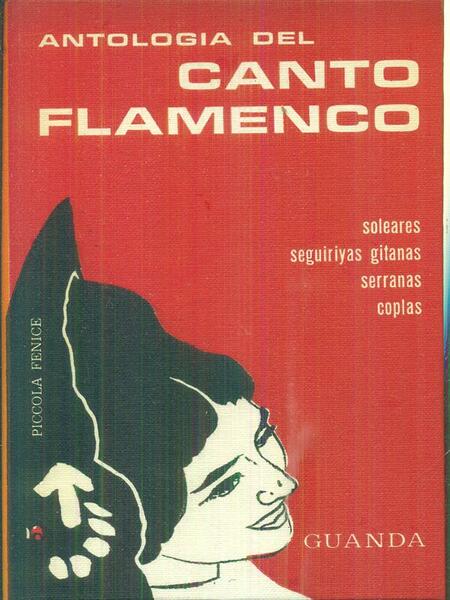 ANTOLOGIA DEL
CANTO
FLAMENCO
soleares
seguiriyas gitanas
serranas
coplas
PICCOLA FENICE
GUANDA